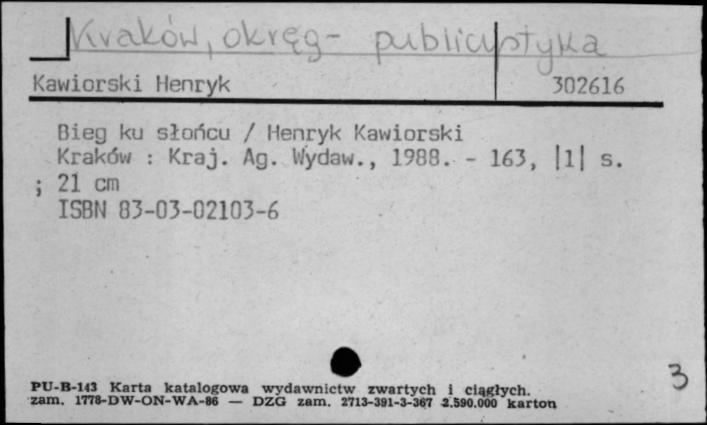 Kraków, okręg - publicystyka
Kawiorski Henryk 302616
Bieg ku słońcu / Henryk Kawiorski
Kraków : Kraj. Ag. Wydaw., 1988. - 163, |1| s.
; 21 cm
ISBN 83-03-02103-6
3
PU-B-143 Karta katalogowa wydawnictw zwartych i ciągłych.
zam. 1778-DW-ON-WA-86 — DZG zam. 2713-391-3-367 2.590.000 karton